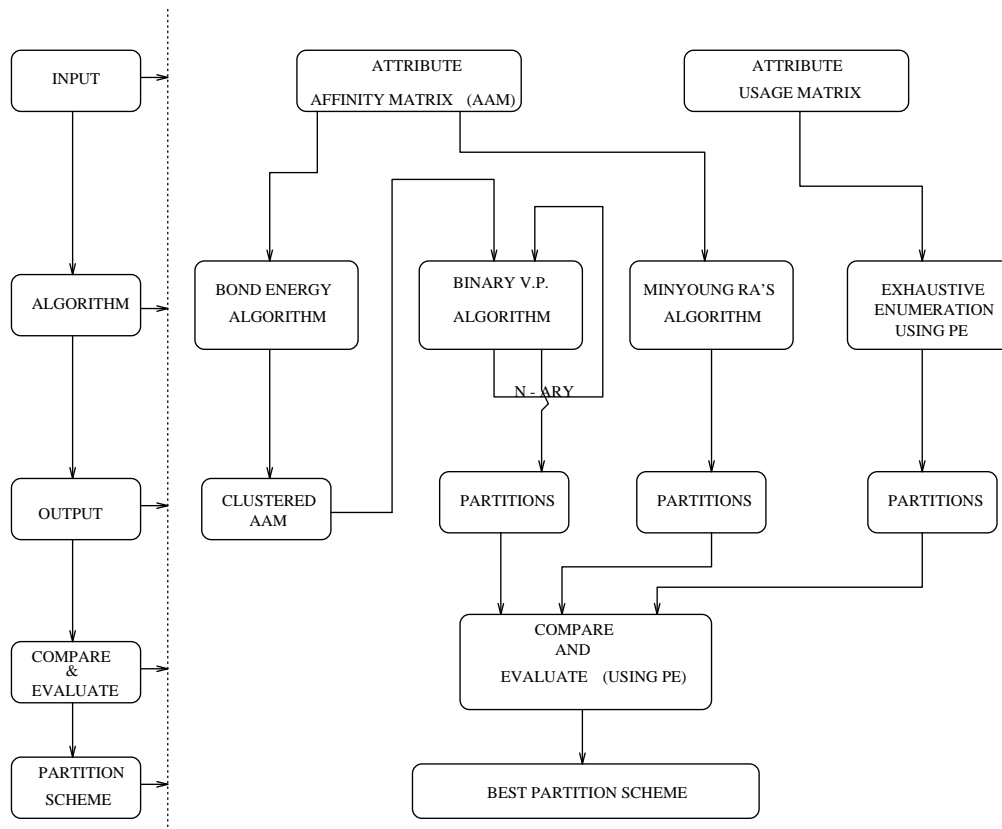 INPUT
ATTRIBUTE
AFFINITY MATRIX (AAM)
ATTRIBUTE
USAGE MATRIX
ALGORITHM
BOND ENERGY
ALGORITHM
BINARY V.P.
ALGORITHM
MINYOUNG RA'S
ALGORITHM
EXHAUSTIVE
ENUMERATION
USING PE
N - ARY
OUTPUT
CLUSTERED
AAM
PARTITIONS
PARTITIONS
PARTITIONS
COMPARE
&
EVALUATE
COMPARE
AND
EVALUATE (USING PE)
PARTITION
SCHEME
BEST PARTITION SCHEME